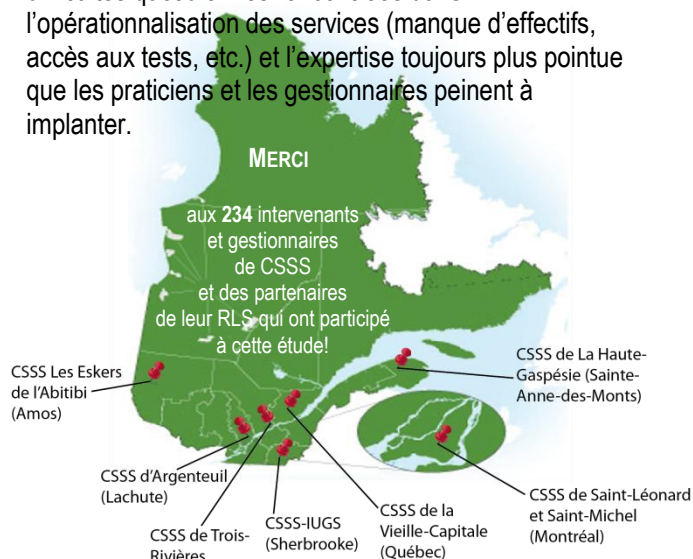 l'opérationnalisation des services (manque d'effectifs,
accès aux tests, etc.) et l'expertise toujours plus pointue
que les praticiens et les gestionnaires peinent à
implanter.
MERCI
aux 234 intervenants
et gestionnaires
de CSSS
et des partenaires
de leur RLS qui ont participé
à cette étude!
CSSS Les Eskers
de l'Abitibi
(Amos)
CSSS de La Haute-
Gaspésie (Sainte-
Anne-des-Monts)
CSSS d'Argenteuil
(Lachute)
CSSS de Trois-
Rivières
CSSS-IUGS
(Sherbrooke)
CSSS de la
Vieille-Capitale
(Québec)
CSSS de Saint-Léonard
et Saint-Michel
(Montréal)